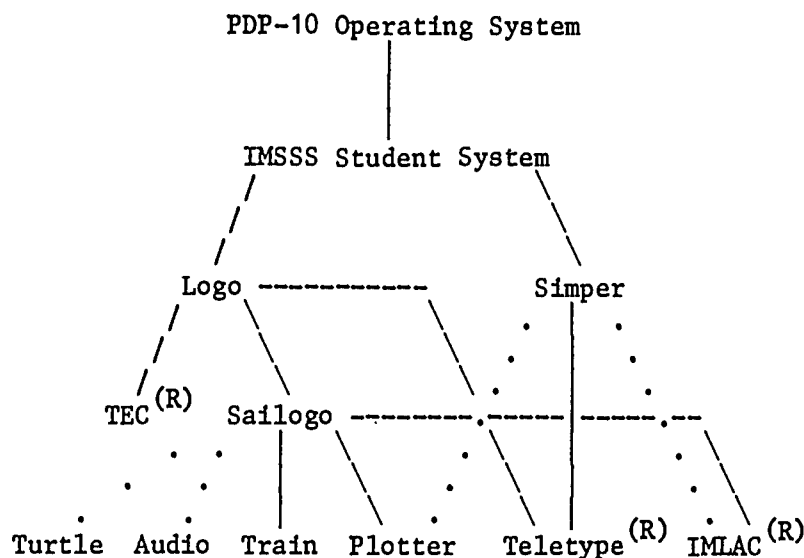 PDP-10 Operating System
IMSSS Student System
Logo Simper
TEC(R) Sailogo
Turtle Audio Train Plotter Teletype(R) IMLAC(R)